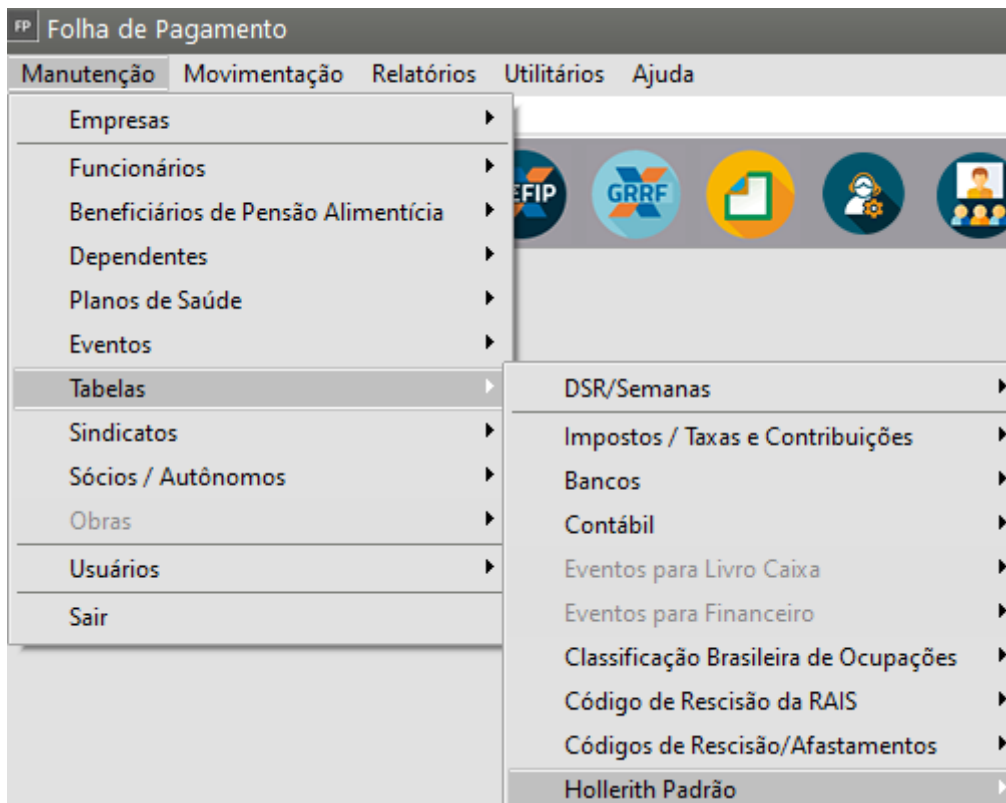 FP Folha de Pagamento
Manutenção Movimentação Relatórios Utilitários Ajuda
Empresas
Funcionários
Beneficiários de Pensão Alimentícia
Dependentes
Planos de Saúde
Eventos
Tabelas
Sindicatos
Sócios / Autônomos
Obras
Usuários
Sair
EFIP
GRRF
DSR/Semanas
Impostos / Taxas e Contribuições
Bancos
Contábil
Eventos para Livro Caixa
Eventos para Financeiro
Classificação Brasileira de Ocupações
Código de Rescisão da RAIS
Códigos de Rescisão/Afastamentos
Hollerith Padrão